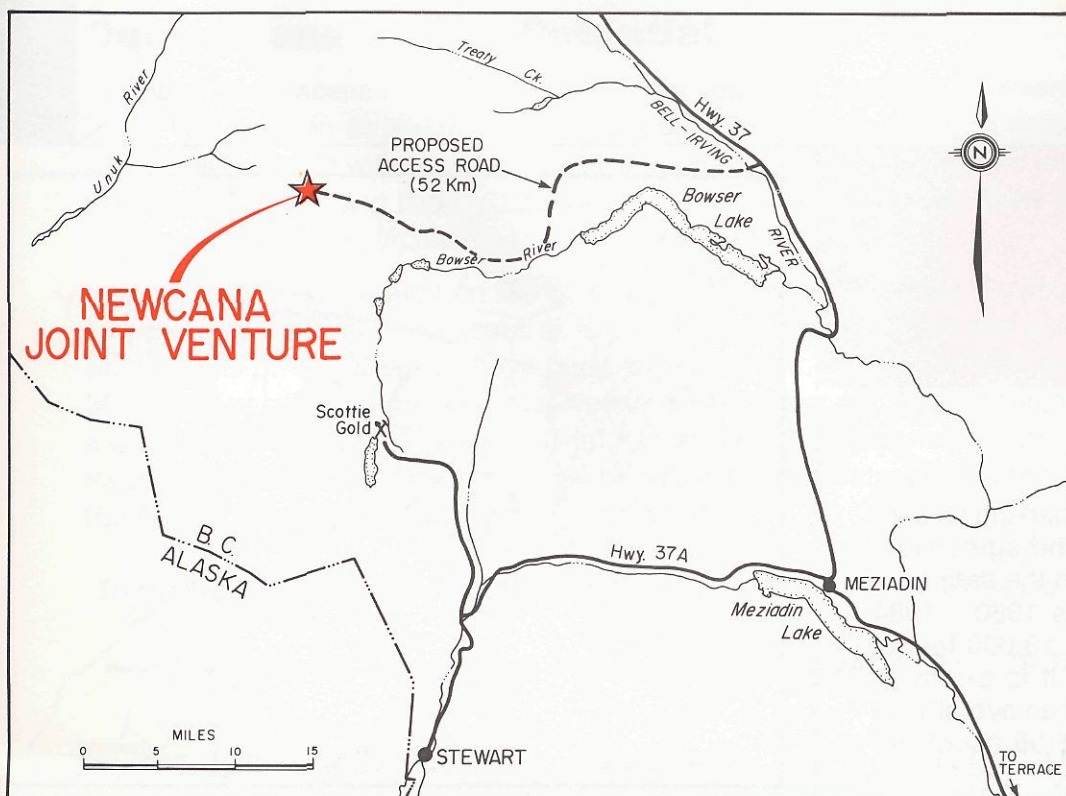 Treaty Ck.
Unuk River
Hwy. 37
BELL-IRVING RIVER
PROPOSED
ACCESS ROAD
(52 Km)
N
Bowser
Lake
Bowser River
NEWCANA
JOINT VENTURE
Scottie
Gold
B.C.
ALASKA
Hwy. 37A
MEZIADIN
Meziadin
Lake
MILES
0 5 10 15
STEWART
TO
TERRACE